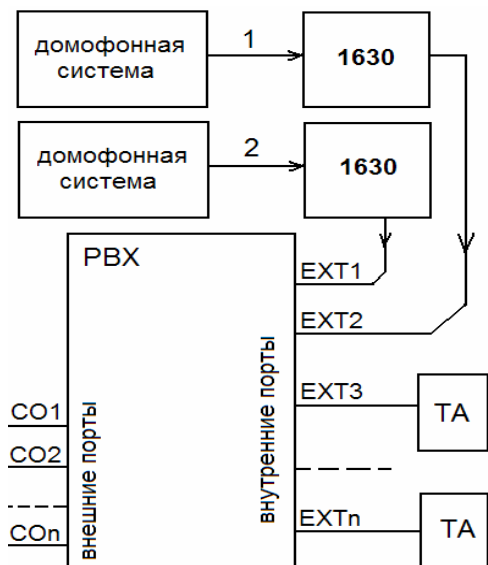 домофонная
система
1
1630
домофонная
система
2
1630
PBX
EXT1
EXT2
EXT3
TA
CO1
CO2
COn
внешние порты
внутренние порты
EXTn
TA